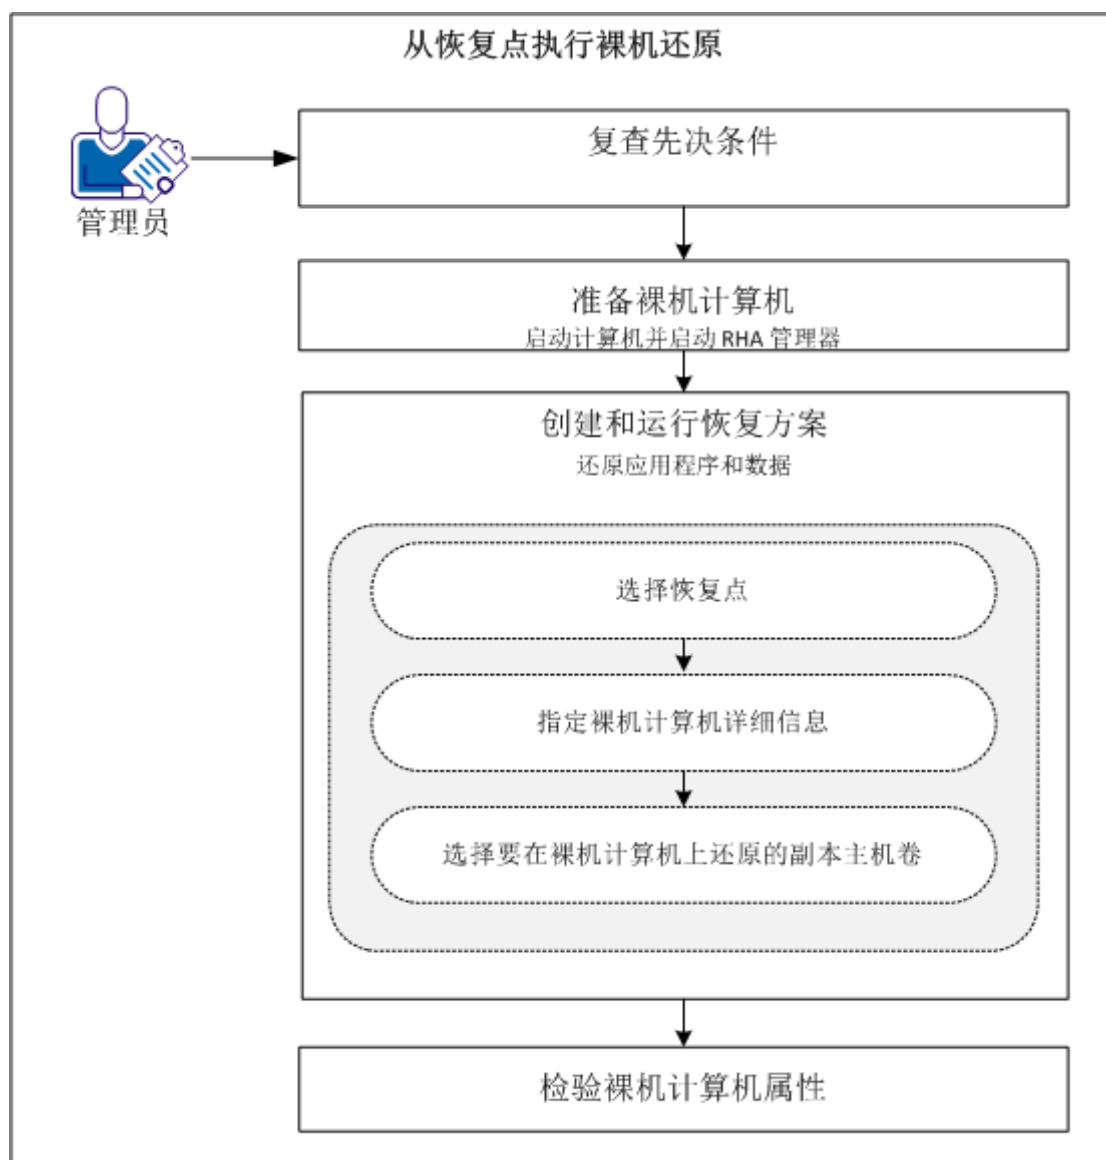 从恢复点执行裸机还原
管理员
复查先决条件
准备裸机计算机
启动计算机并启动 RHA 管理器
创建和运行恢复方案
还原应用程序和数据
选择恢复点
指定裸机计算机详细信息
选择要在裸机计算机上还原的副本主机卷
检验裸机计算机属性